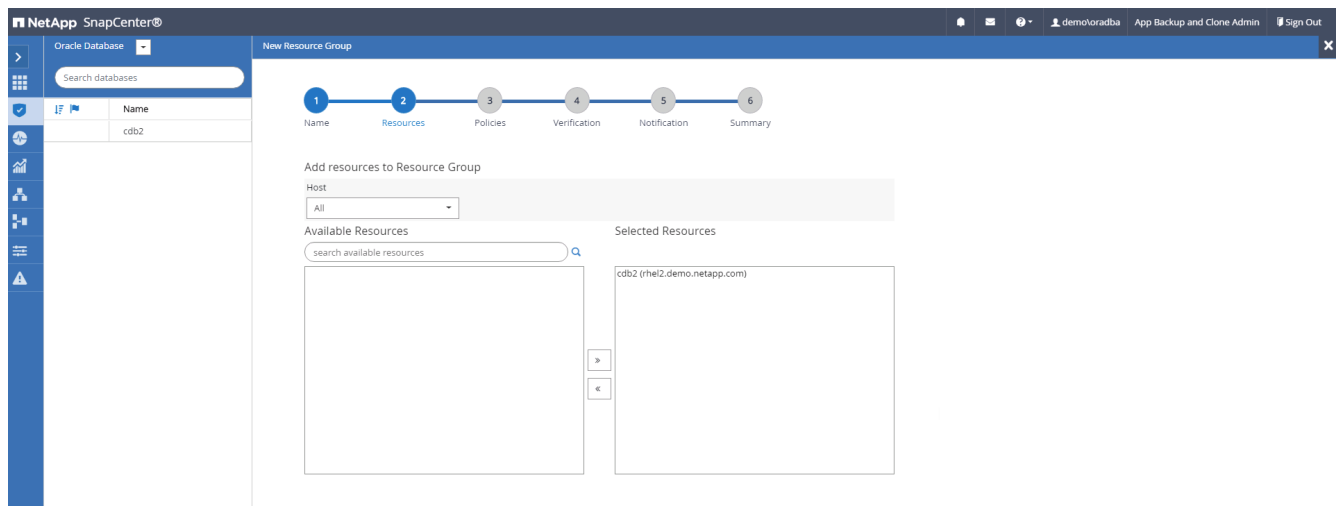 NetApp SnapCenter®
demo\oradba App Backup and Clone Admin Sign Out
Oracle Database
New Resource Group
Search databases
Name
cdb2
1 2 3 4 5 6
Name Resources Policies Verification Notification Summary
Add resources to Resource Group
Host
All
Available Resources
Selected Resources
search available resources
cdb2 (rhel2.demo.netapp.com)